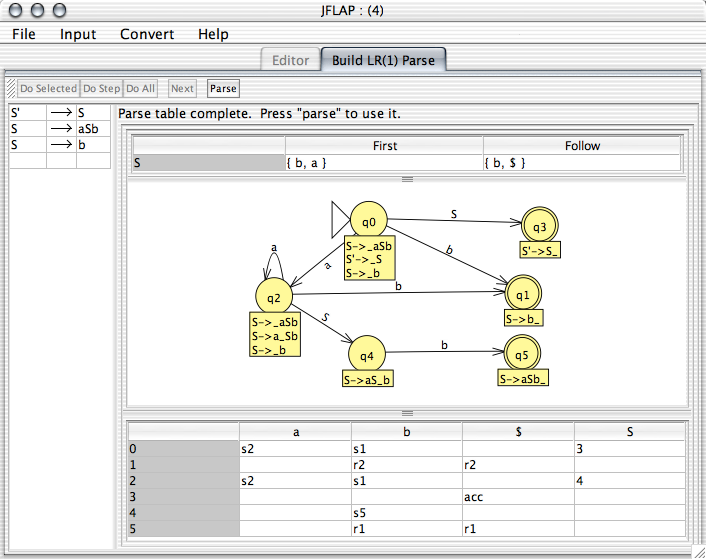 JFLAP : (4)
File Input Convert Help
Editor Build LR(1) Parse
Do Selected Do Step Do All Next Parse
S' → S
S → aSb
S → b
Parse table complete. Press "parse" to use it.
First Follow
S { b, a } { b, $ }
q0
S->_aSb
S'->_S
S->_b
S
q3
S'->S_
b
a
a
q2
S->_aSb
S->a_Sb
S->_b
b
q1
S->b_
S
q4
S->aS_b
b
q5
S->aSb_
a b $ S
0 s2 s1 3
1 r2 r2
2 s2 s1 4
3 acc
4 s5
5 r1 r1